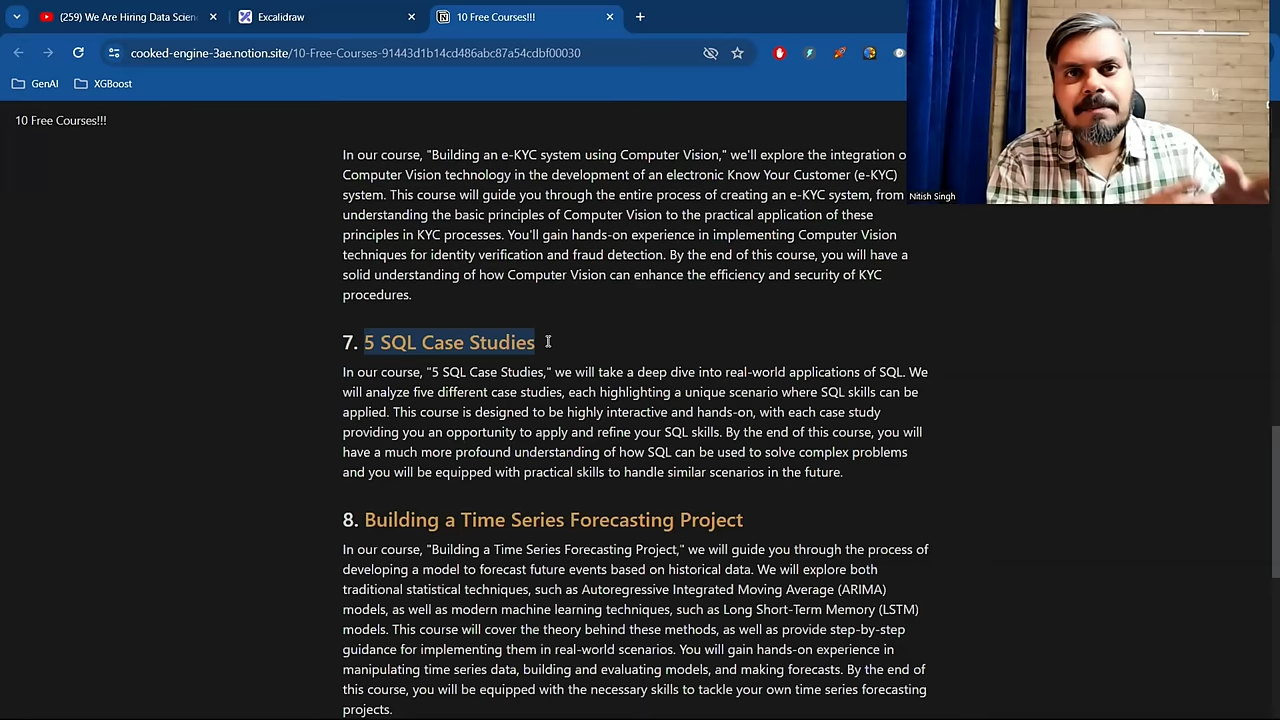 (259) We Are Hiring Data Scien
Excalidraw
10 Free Courses!!!
cooked-engine-3ae.notion.site/10-Free-Courses-91443d1b14cd486abc87a54cdbf00030
GenAI
XGBoost
10 Free Courses!!!
In our course, "Building an e-KYC system using Computer Vision," we'll explore the integration o
Computer Vision technology in the development of an electronic Know Your Customer (e-KYC)
system. This course will guide you through the entire process of creating an e-KYC system, from
understanding the basic principles of Computer Vision to the practical application of these
principles in KYC processes. You'll gain hands-on experience in implementing Computer Vision
techniques for identity verification and fraud detection. By the end of this course, you will have a
solid understanding of how Computer Vision can enhance the efficiency and security of KYC
procedures.
Nitish Singh
7. 5 SQL Case Studies
In our course, "5 SQL Case Studies," we will take a deep dive into real-world applications of SQL. We
will analyze five different case studies, each highlighting a unique scenario where SQL skills can be
applied. This course is designed to be highly interactive and hands-on, with each case study
providing you an opportunity to apply and refine your SQL skills. By the end of this course, you will
have a much more profound understanding of how SQL can be used to solve complex problems
and you will be equipped with practical skills to handle similar scenarios in the future.
8. Building a Time Series Forecasting Project
In our course, "Building a Time Series Forecasting Project," we will guide you through the process of
developing a model to forecast future events based on historical data. We will explore both
traditional statistical techniques, such as Autoregressive Integrated Moving Average (ARIMA)
models, as well as modern machine learning techniques, such as Long Short-Term Memory (LSTM)
models. This course will cover the theory behind these methods, as well as provide step-by-step
guidance for implementing them in real-world scenarios. You will gain hands-on experience in
manipulating time series data, building and evaluating models, and making forecasts. By the end of
this course, you will be equipped with the necessary skills to tackle your own time series forecasting
projects.